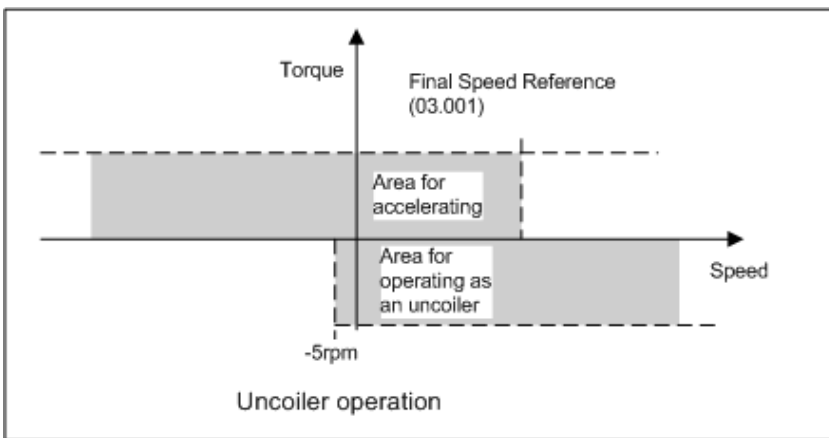 Torque
Final Speed Reference
(03.001)
Area for
accelerating
Area for
operating as
an uncoiler
Speed
-5rpm
Uncoiler operation